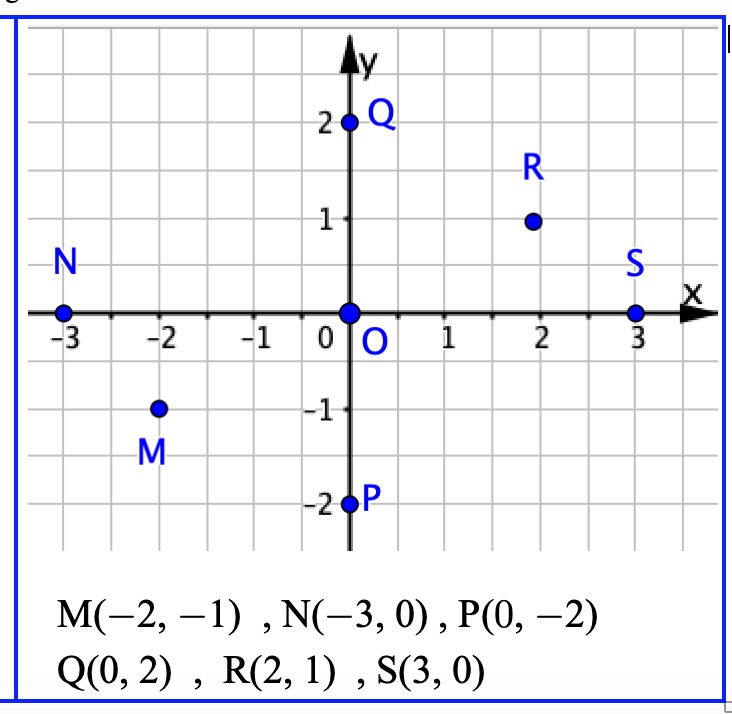 y
2 Q
R
1
N S
x
-3 -2 -1 0 O 1 2 3
-1
M
-2 P
M(−2, −1) , N(−3, 0) , P(0, −2)
Q(0, 2) , R(2, 1) , S(3, 0)